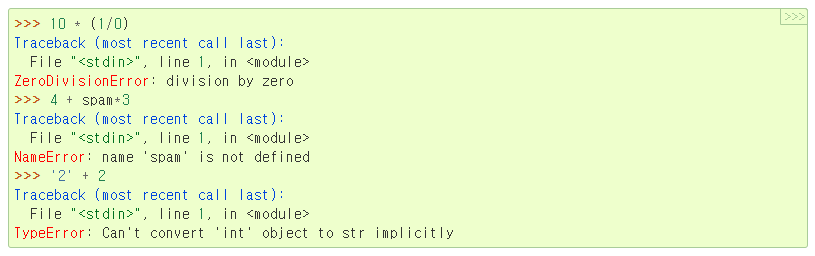 >>> 10 * (1/0)
>>>
Traceback (most recent call last):
  File "<stdin>", line 1, in <module>
ZeroDivisionError: division by zero
>>> 4 + spam*3
Traceback (most recent call last):
  File "<stdin>", line 1, in <module>
NameError: name 'spam' is not defined
>>> '2' + 2
Traceback (most recent call last):
  File "<stdin>", line 1, in <module>
TypeError: Can't convert 'int' object to str implicitly